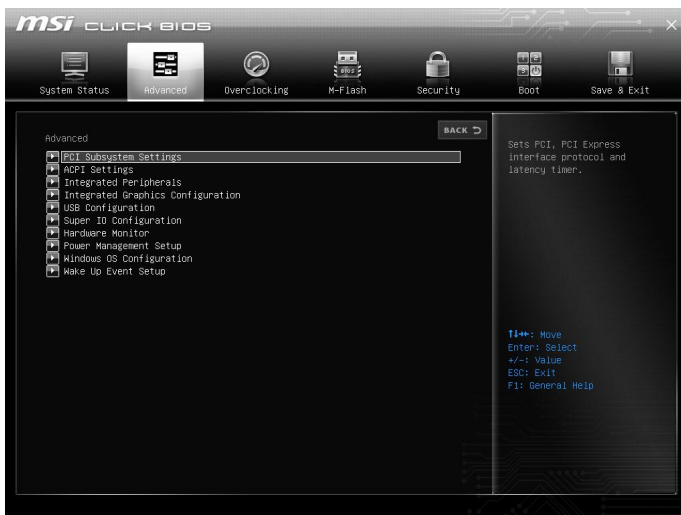 msi CLICK BIOS
System Status Advanced Overclocking M-Flash Security Boot Save & Exit
Advanced
BACK
PCI Subsystem Settings
ACPI Settings
Integrated Peripherals
Integrated Graphics Configuration
USB Configuration
Super IO Configuration
Hardware Monitor
Power Management Setup
Windows OS Configuration
Wake Up Event Setup
Sets PCI, PCI Express
interface protocol and
latency timer.
↑↓→←: Move
Enter: Select
+/-: Value
ESC: Exit
F1: General Help